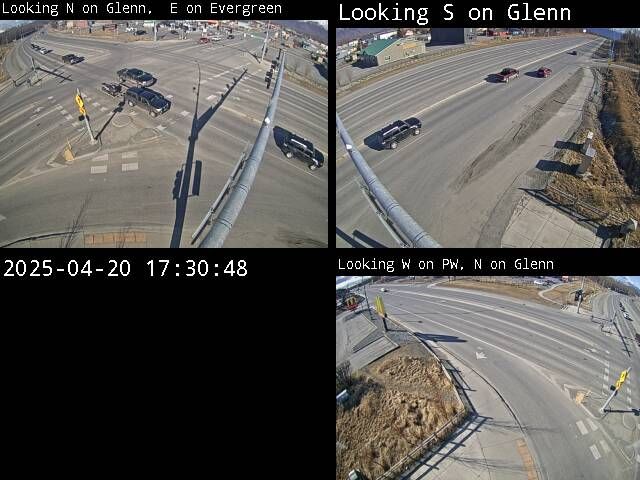 Looking N on Glenn,  E on Evergreen
Looking S on Glenn
2025-04-20 17:30:48
Looking W on PW, N on Glenn